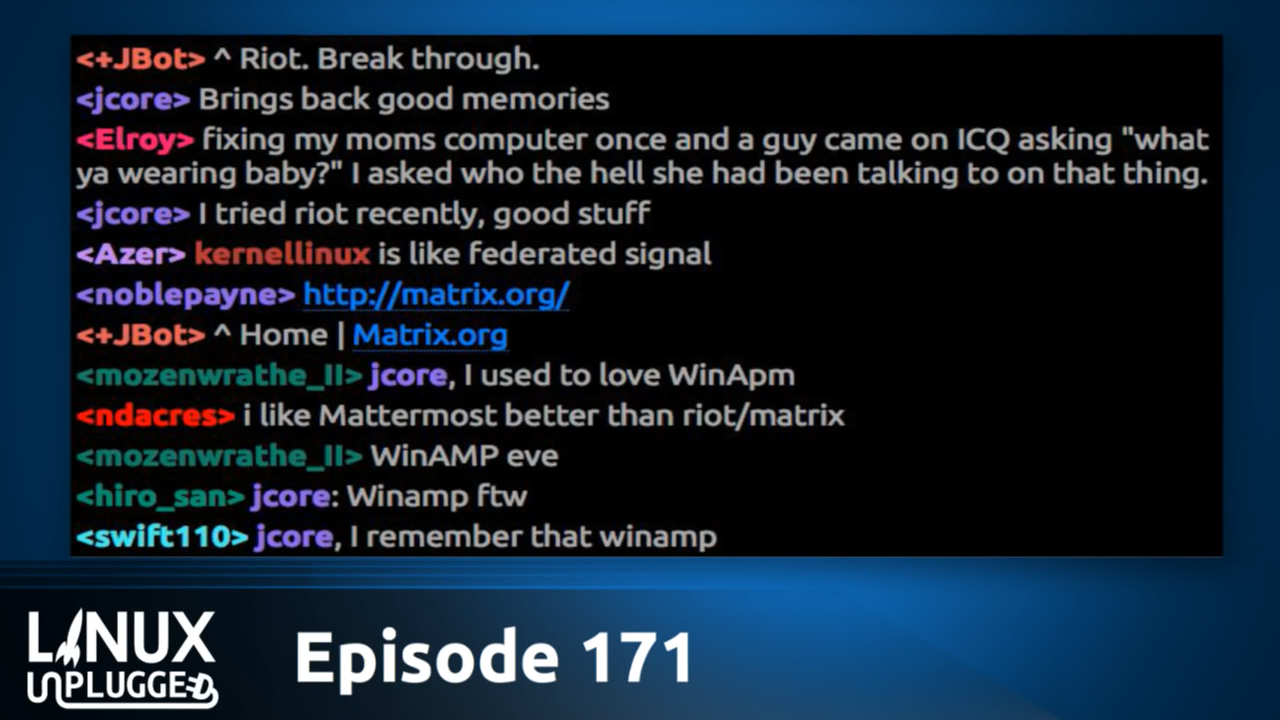 <+JBot> ^ Riot. Break through.
<jcore> Brings back good memories
<Elroy> fixing my moms computer once and a guy came on ICQ asking "what
ya wearing baby?" I asked who the hell she had been talking to on that thing.
<jcore> I tried riot recently, good stuff
<Azer> kernellinux is like federated signal
<noblepayne> http://matrix.org/
<+JBot> ^ Home | Matrix.org
<mozenwrathe_II> jcore, I used to love WinApm
<ndacres> i like Mattermost better than riot/matrix
<mozenwrathe_II> WinAMP eve
<hiro_san> jcore: Winamp ftw
<swift110> jcore, I remember that winamp
LINUX
UNPLUGGED
Episode 171